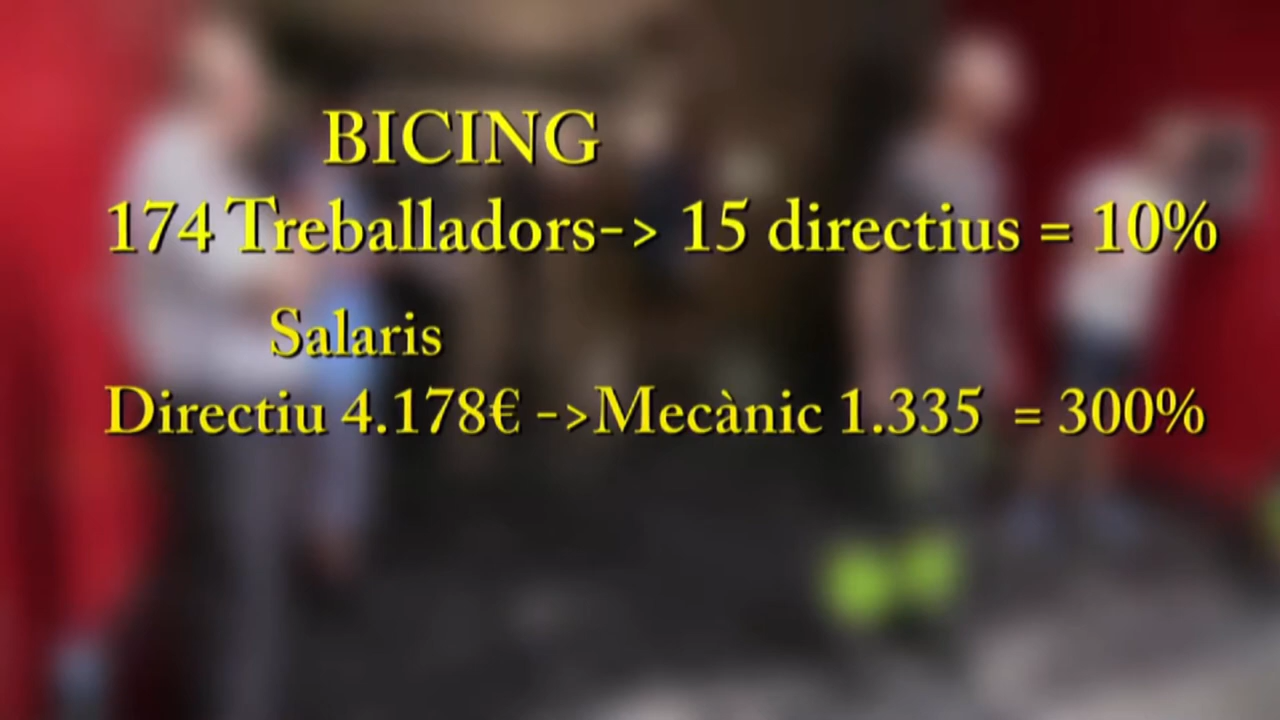 BICING
174 Treballadors-> 15 directius = 10%
Salaris
Directiu 4.178€ ->Mecànic 1.335 = 300%